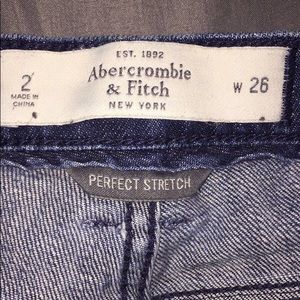 EST. 1892
Abercrombie
& Fitch
NEW YORK
2
MADE IN
CHINA
W 26
PERFECT STRETCH